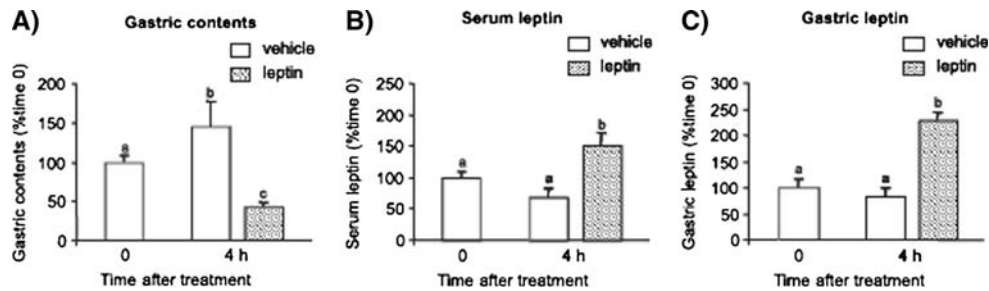 A)
Gastric contents
vehicle
leptin
Gastric contents (%time 0)
200
150
100
50
0
a
b
c
0
4 h
Time after treatment
B)
Serum leptin
vehicle
leptin
Serum leptin (%time 0)
250
200
150
100
50
0
a
a
b
0
4 h
Time after treatment
C)
Gastric leptin
vehicle
leptin
Gastric leptin (%time 0)
300
250
200
150
100
50
0
a
a
b
0
4 h
Time after treatment